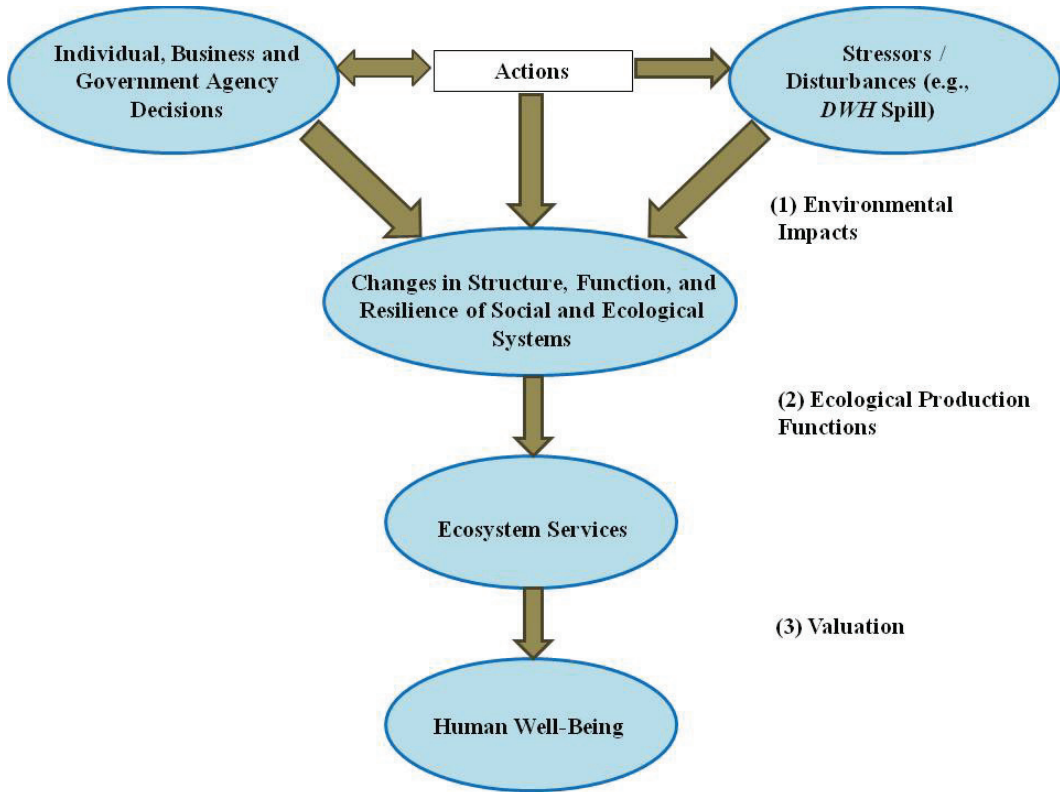 Individual, Business and
Government Agency
Decisions
Actions
Stressors /
Disturbances (e.g.,
DWH Spill)
(1) Environmental
Impacts
Changes in Structure, Function, and
Resilience of Social and Ecological
Systems
(2) Ecological Production
Functions
Ecosystem Services
(3) Valuation
Human Well-Being